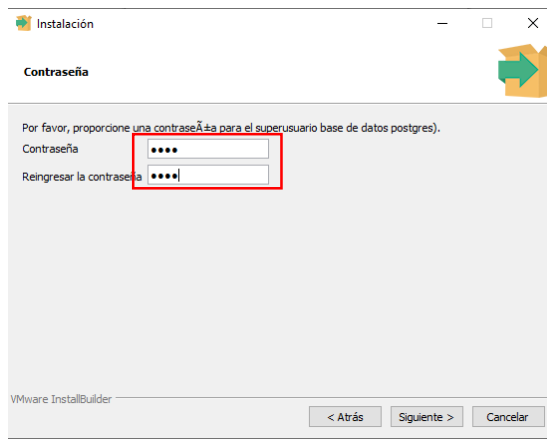 Instalación
Contraseña
Por favor, proporcione una contraseÃ±a para el superusuario base de datos postgres).
Contraseña ••••
Reingresar la contraseña ••••
VMware InstallBuilder
< Atrás Siguiente > Cancelar